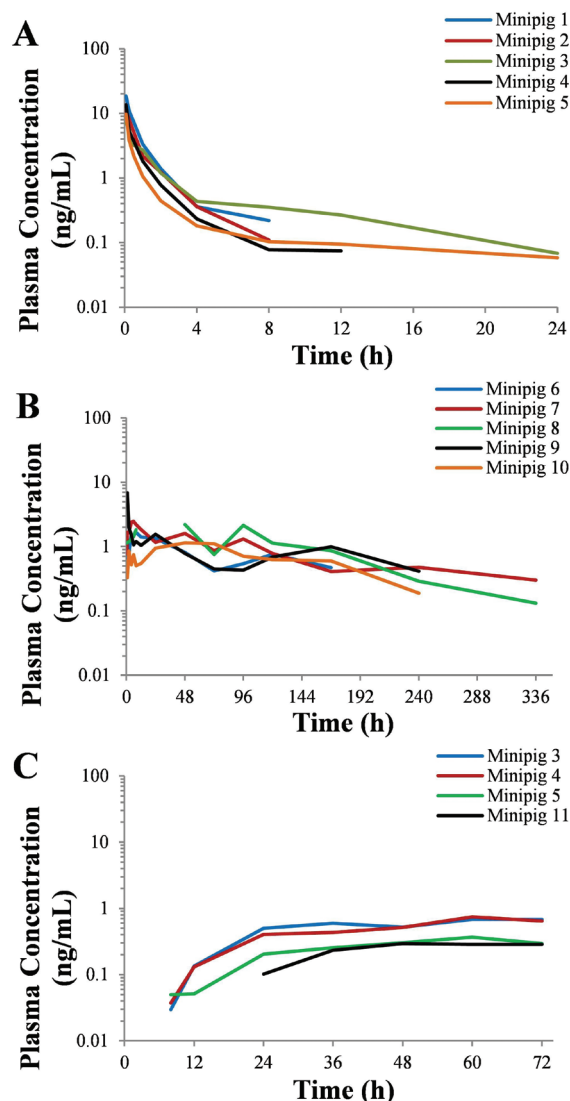 A
Minipig 1
Minipig 2
Minipig 3
Minipig 4
Minipig 5
Plasma Concentration
(ng/mL)
100
10
1
0.1
0.01
0 4 8 12 16 20 24
Time (h)
B
Minipig 6
Minipig 7
Minipig 8
Minipig 9
Minipig 10
Plasma Concentration
(ng/mL)
100
10
1
0.1
0.01
0 48 96 144 192 240 288 336
Time (h)
C
Minipig 3
Minipig 4
Minipig 5
Minipig 11
Plasma Concentration
(ng/mL)
100
10
1
0.1
0.01
0 12 24 36 48 60 72
Time (h)